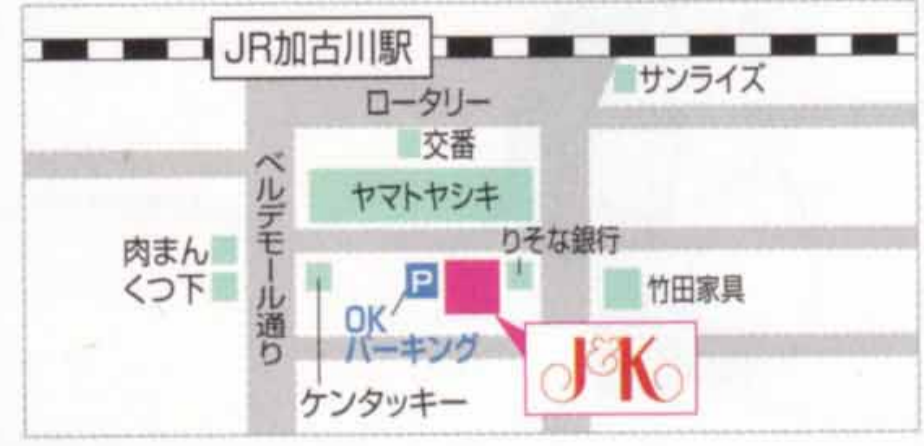 JR加古川駅
サンライズ
ロータリー
交番
ヤマトヤシキ
ベルデモール通り
肉まん
くつ下
りそな銀行
P
OK
パーキング
竹田家具
J&K
ケンタッキー